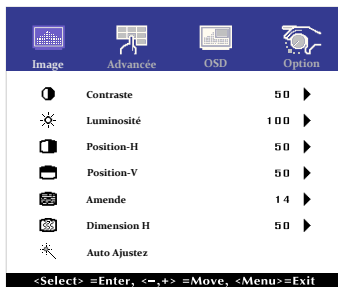 Image Advancée OSD Option
Contraste 50
Luminosité 100
Position-H 50
Position-V 50
Amende 14
Dimension H 50
Auto Ajustez
<Select> =Enter, <−,+> =Move, <Menu>=Exit